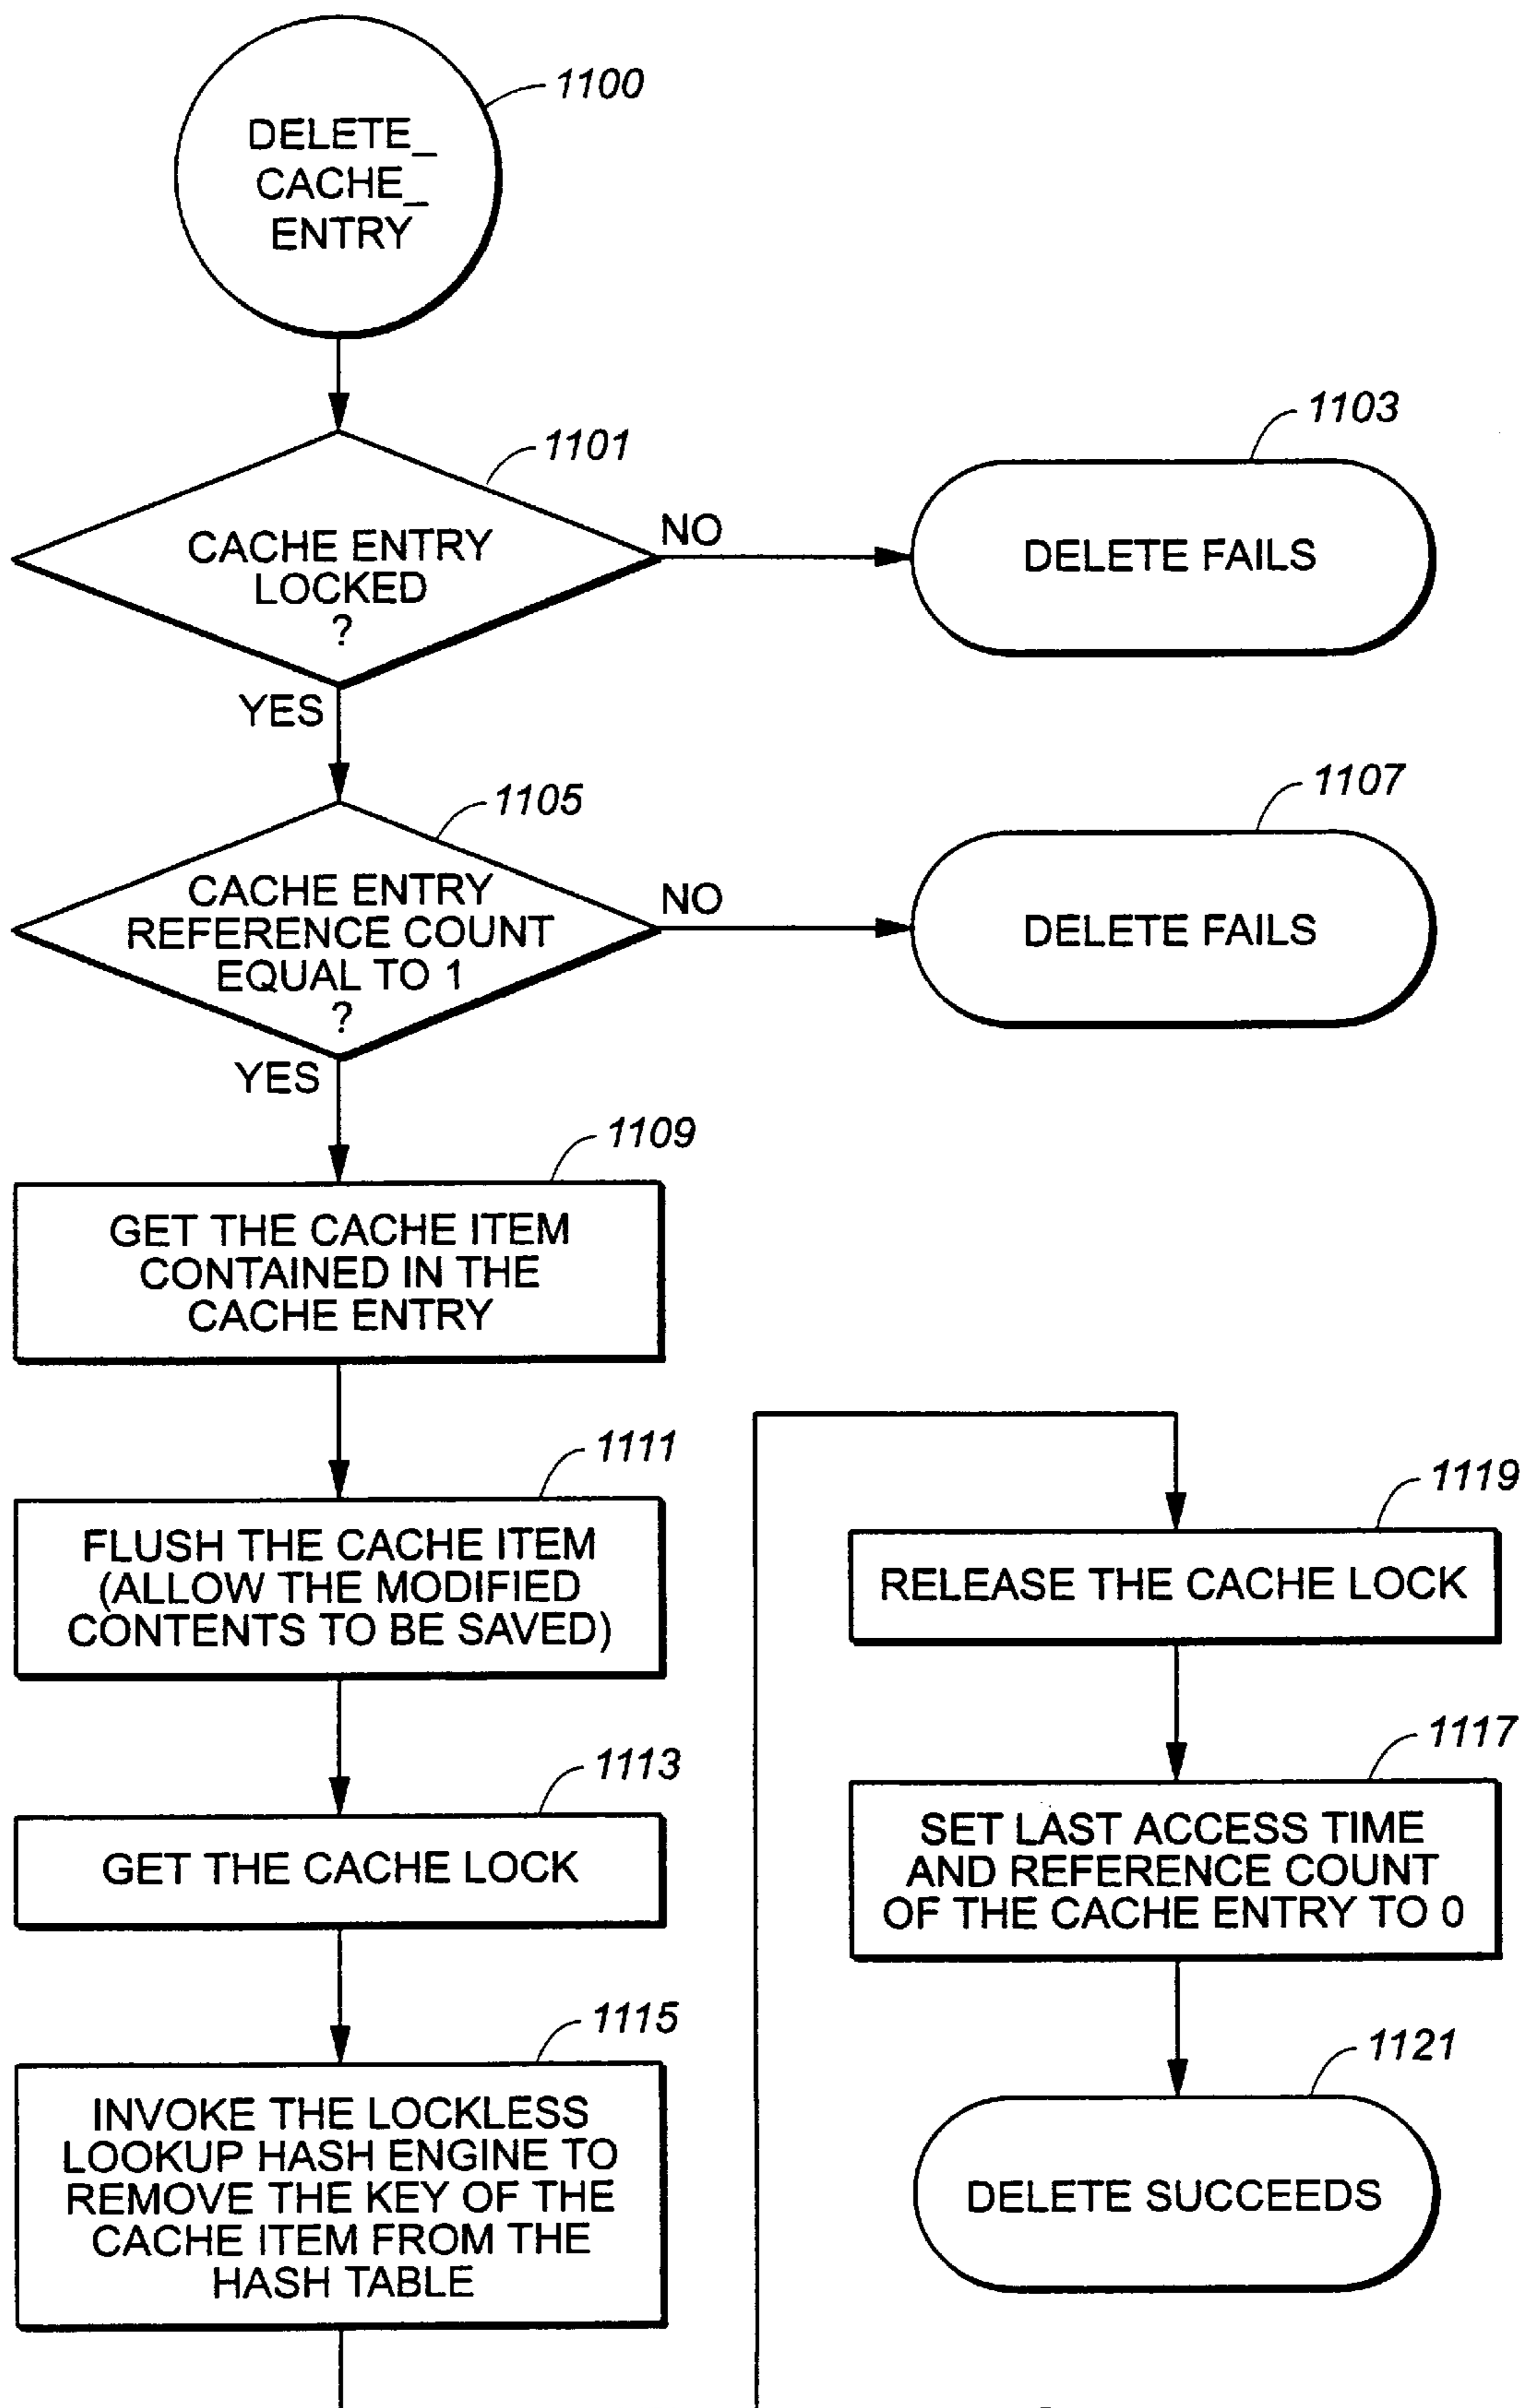 1100
DELETE_
CACHE_
ENTRY
1101
CACHE ENTRY
LOCKED
?
NO
YES
1103
DELETE FAILS
1105
CACHE ENTRY
REFERENCE COUNT
EQUAL TO 1
?
NO
YES
1107
DELETE FAILS
1109
GET THE CACHE ITEM
CONTAINED IN THE
CACHE ENTRY
1111
FLUSH THE CACHE ITEM
(ALLOW THE MODIFIED
CONTENTS TO BE SAVED)
1113
GET THE CACHE LOCK
1115
INVOKE THE LOCKLESS
LOOKUP HASH ENGINE TO
REMOVE THE KEY OF THE
CACHE ITEM FROM THE
HASH TABLE
1119
RELEASE THE CACHE LOCK
1117
SET LAST ACCESS TIME
AND REFERENCE COUNT
OF THE CACHE ENTRY TO 0
1121
DELETE SUCCEEDS